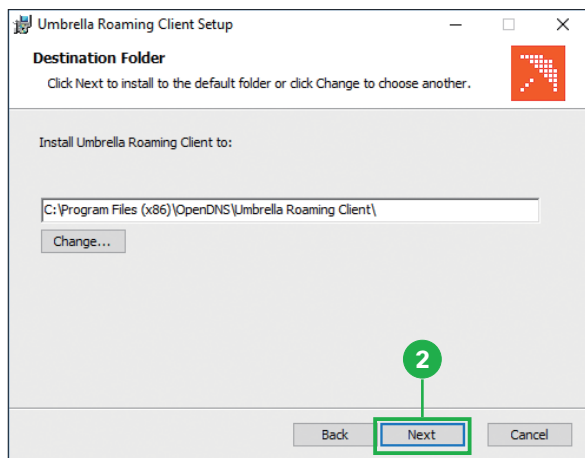 Umbrella Roaming Client Setup
Destination Folder
Click Next to install to the default folder or click Change to choose another.
Install Umbrella Roaming Client to:
C:\Program Files (x86)\OpenDNS\Umbrella Roaming Client\
Change...
2
Back Next Cancel